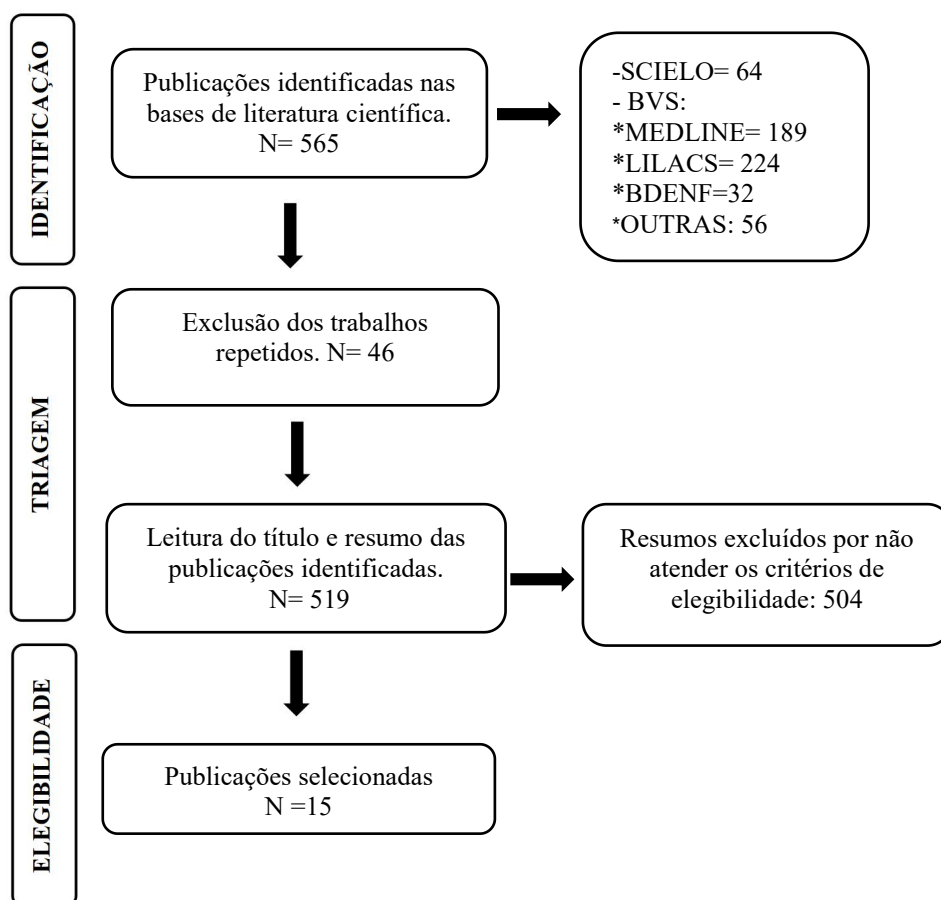 IDENTIFICAÇÃO
Publicações identificadas nas
bases de literatura científica.
N= 565
-SCIELO= 64
- BVS:
*MEDLINE= 189
*LILACS= 224
*BDENF=32
*OUTRAS: 56
TRIAGEM
Exclusão dos trabalhos
repetidos. N= 46
Leitura do título e resumo das
publicações identificadas.
N= 519
Resumos excluídos por não
atender os critérios de
elegibilidade: 504
ELEGIBILIDADE
Publicações selecionadas
N =15